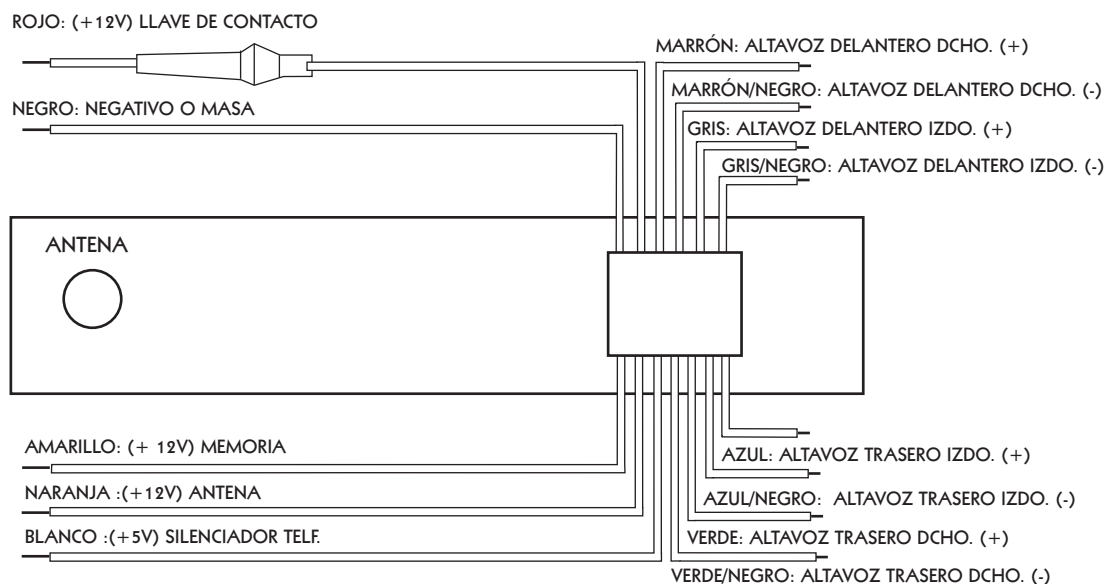 ROJO: (+12V) LLAVE DE CONTACTO
MARRÓN: ALTAVOZ DELANTERO DCHO. (+)
MARRÓN/NEGRO: ALTAVOZ DELANTERO DCHO. (-)
NEGRO: NEGATIVO O MASA
GRIS: ALTAVOZ DELANTERO IZDO. (+)
GRIS/NEGRO: ALTAVOZ DELANTERO IZDO. (-)
ANTENA
AMARILLO: (+ 12V) MEMORIA
AZUL: ALTAVOZ TRASERO IZDO. (+)
NARANJA :(+12V) ANTENA
AZUL/NEGRO: ALTAVOZ TRASERO IZDO. (-)
BLANCO :(+5V) SILENCIADOR TELF.
VERDE: ALTAVOZ TRASERO DCHO. (+)
VERDE/NEGRO: ALTAVOZ TRASERO DCHO. (-)